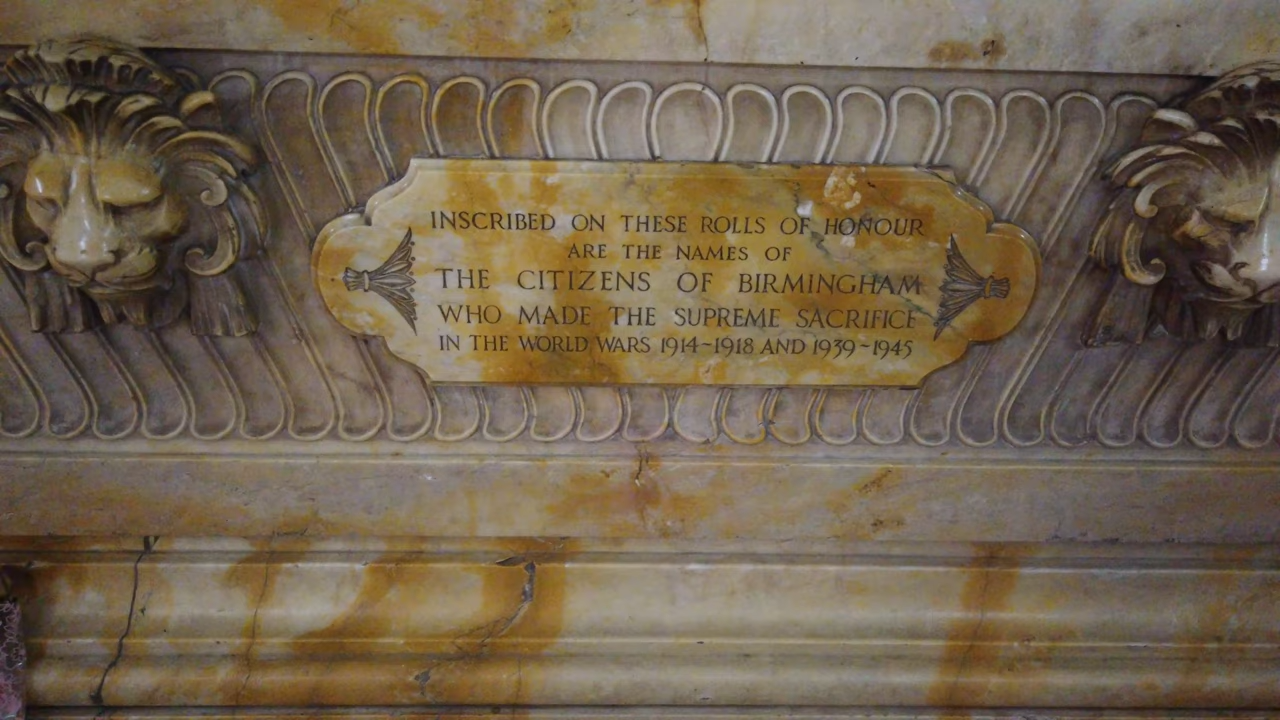 INSCRIBED ON THESE ROLLS OF HONOUR
ARE THE NAMES OF
THE CITIZENS OF BIRMINGHAM
WHO MADE THE SUPREME SACRIFICE
IN THE WORLD WARS 1914~1918 AND 1939~1945